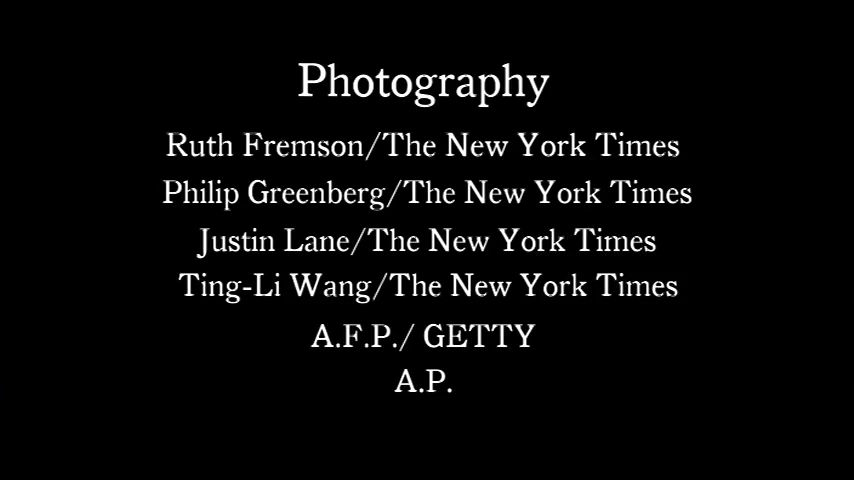 Photography
Ruth Fremson/The New York Times
Philip Greenberg/The New York Times
Justin Lane/The New York Times
Ting-Li Wang/The New York Times
A.F.P./ GETTY
A.P.